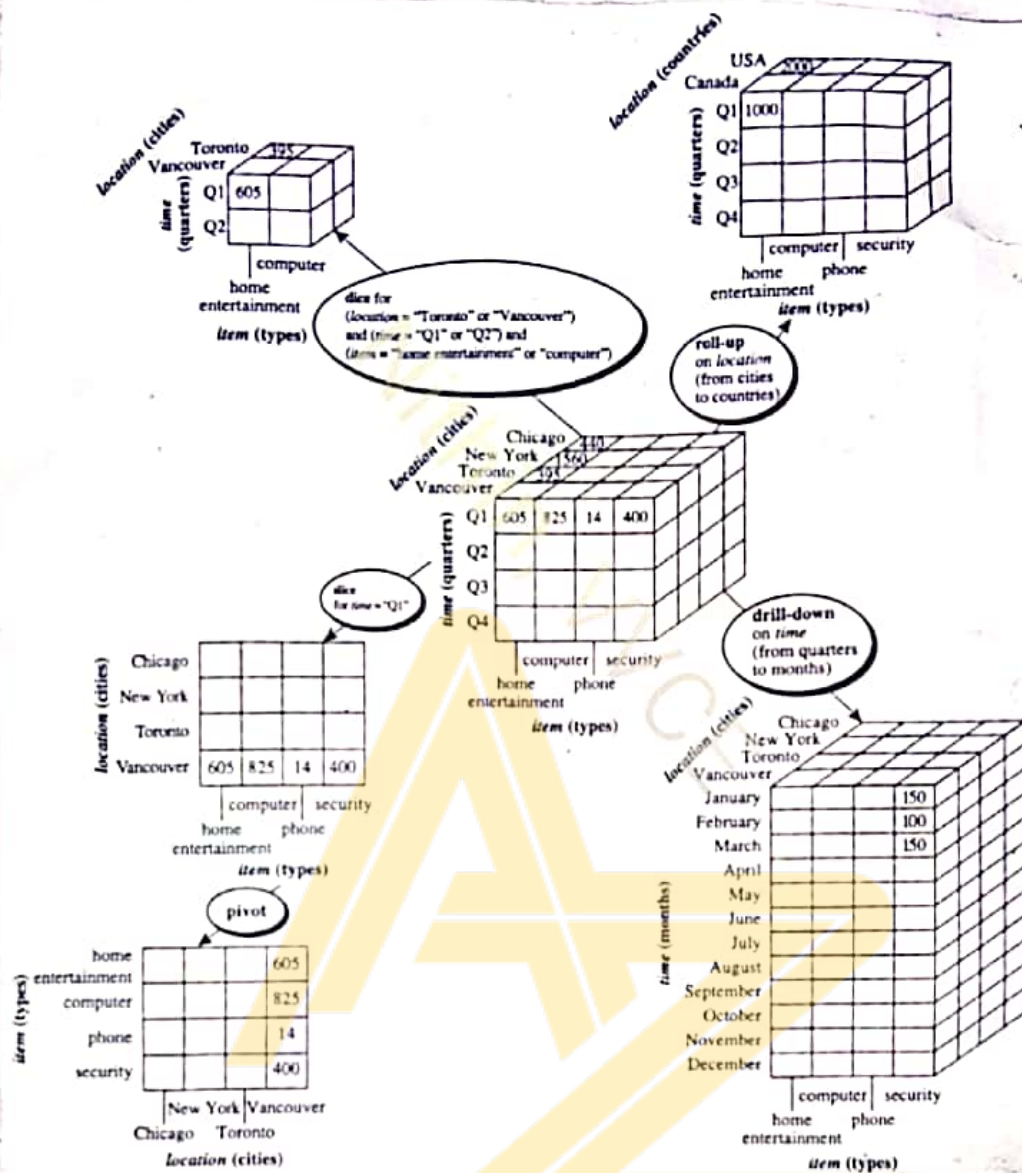 location (cities)
Toronto 395
Vancouver
time (quarters)
Q1 605
Q2
computer
home
entertainment
item (types)
location (countries)
USA 2000
Canada
time (quarters)
Q1 1000
Q2
Q3
Q4
computer security
home phone
entertainment
item (types)
dice for
(location = "Toronto" or "Vancouver")
and (time = "Q1" or "Q2") and
(item = "home entertainment" or "computer")
roll-up
on location
(from cities
to countries)
location (cities)
Chicago 440
New York 1560
Toronto 395
Vancouver
time (quarters)
Q1 605 825 14 400
Q2
Q3
Q4
computer security
home phone
entertainment
item (types)
for time = "Q1"
location (cities)
Chicago
New York
Toronto
Vancouver 605 825 14 400
computer security
home phone
entertainment
item (types)
drill-down
on time
(from quarters
to months)
location (cities)
Chicago
New York
Toronto
Vancouver
time (months)
January 150
February 100
March 150
April
May
June
July
August
September
October
November
December
computer security
home phone
entertainment
item (types)
pivot
item (types)
home 605
entertainment
computer 825
phone 14
security 400
New York Vancouver
Chicago Toronto
location (cities)